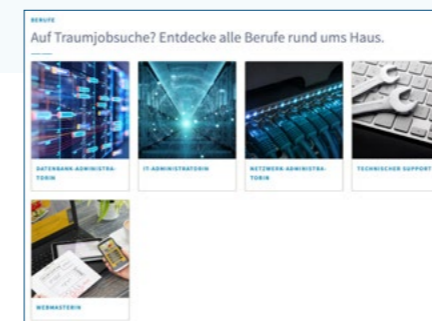 BERUFE
Auf Traumjobsuche? Entdecke alle Berufe rund ums Haus.
DATENBANK-ADMINISTRA-
TORIN
IT-ADMINISTRATORIN
NETZWERK-ADMINISTRA-
TORIN
TECHNISCHER SUPPORT
WEBMASTERIN